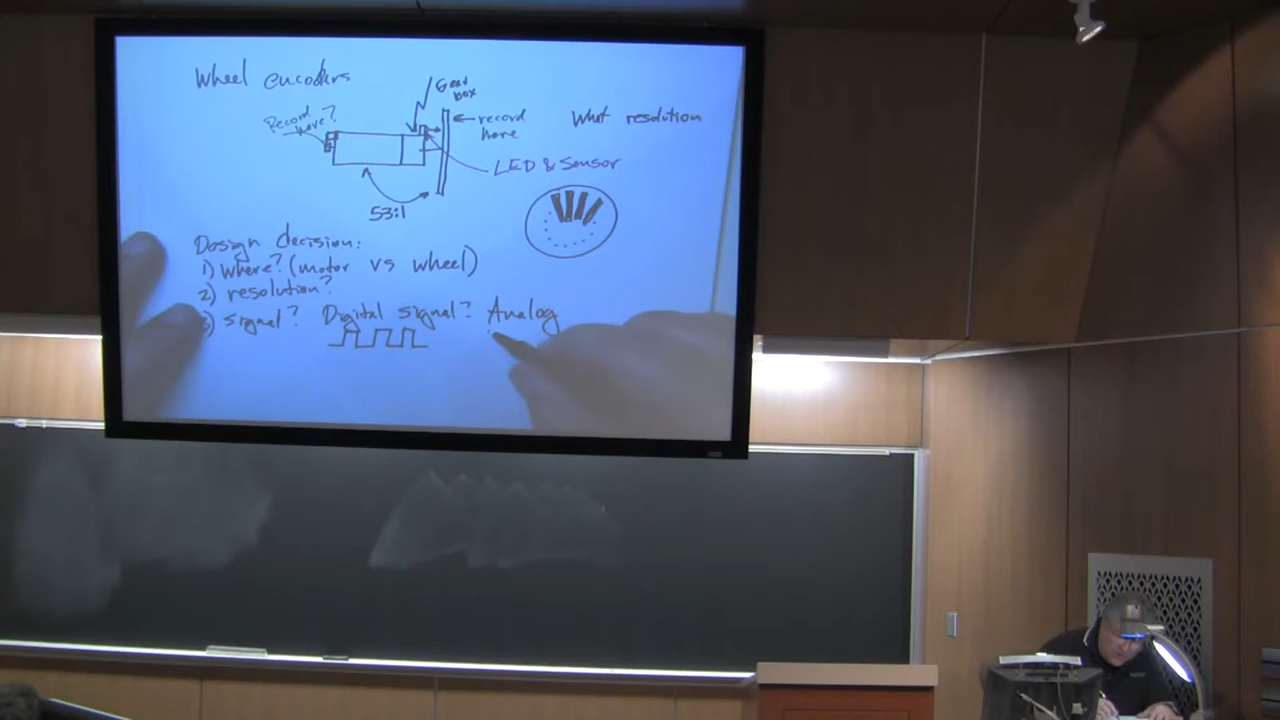 Wheel encoders
Gear
box
Record
here?
record
here
What resolution
LED & Sensor
53:1
Design decision:
1) where? (motor vs wheel)
2) resolution?
3) signal? Digital signal? Analog